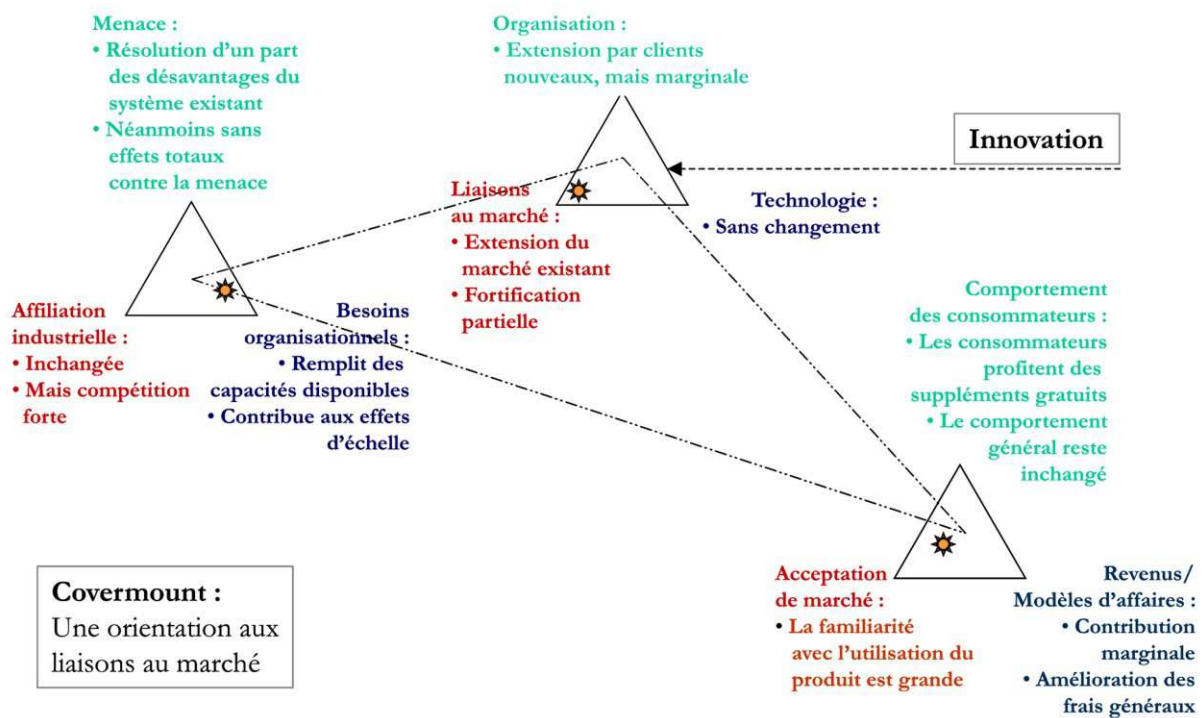 Menace :
• Résolution d'un part
des désavantages du
système existant
• Néanmoins sans
effets totaux
contre la menace
Organisation :
• Extension par clients
nouveaux, mais marginale
Innovation
Liaisons
au marché :
• Extension du
marché existant
• Fortification
partielle
Technologie :
• Sans changement
Affiliation
industrielle :
• Inchangée
• Mais compétition
forte
Besoins
organisationnels :
• Remplit des
capacités disponibles
• Contribue aux effets
d'échelle
Comportement
des consommateurs :
• Les consommateurs
profitent des
suppléments gratuits
• Le comportement
général reste
inchangé
Covermount :
Une orientation aux
liaisons au marché
Acceptation
de marché :
• La familiarité
avec l'utilisation du
produit est grande
Revenus/
Modèles d'affaires :
• Contribution
marginale
• Amélioration des
frais généraux